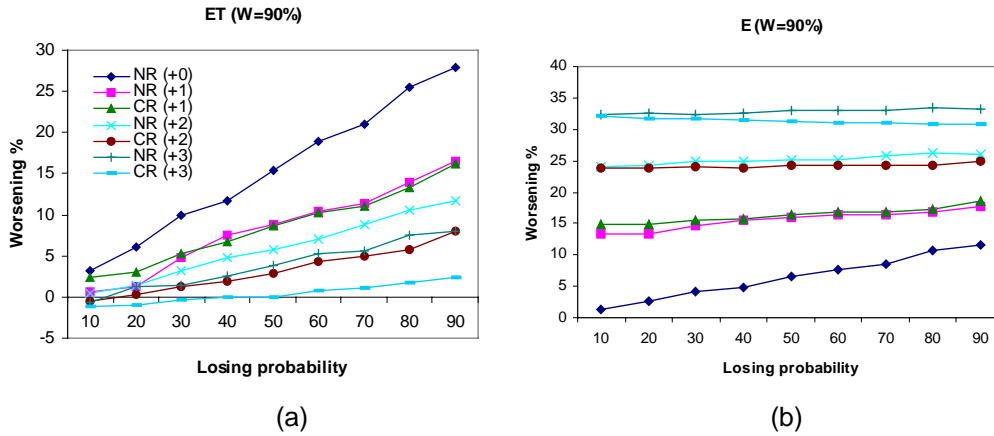 ET (W=90%)
Worsening %
30
25
20
15
10
5
0
-5
NR (+0)
NR (+1)
CR (+1)
NR (+2)
CR (+2)
NR (+3)
CR (+3)
10 20 30 40 50 60 70 80 90
Losing probability
(a)
E (W=90%)
Worsening %
40
35
30
25
20
15
10
5
0
10 20 30 40 50 60 70 80 90
Losing probability
(b)